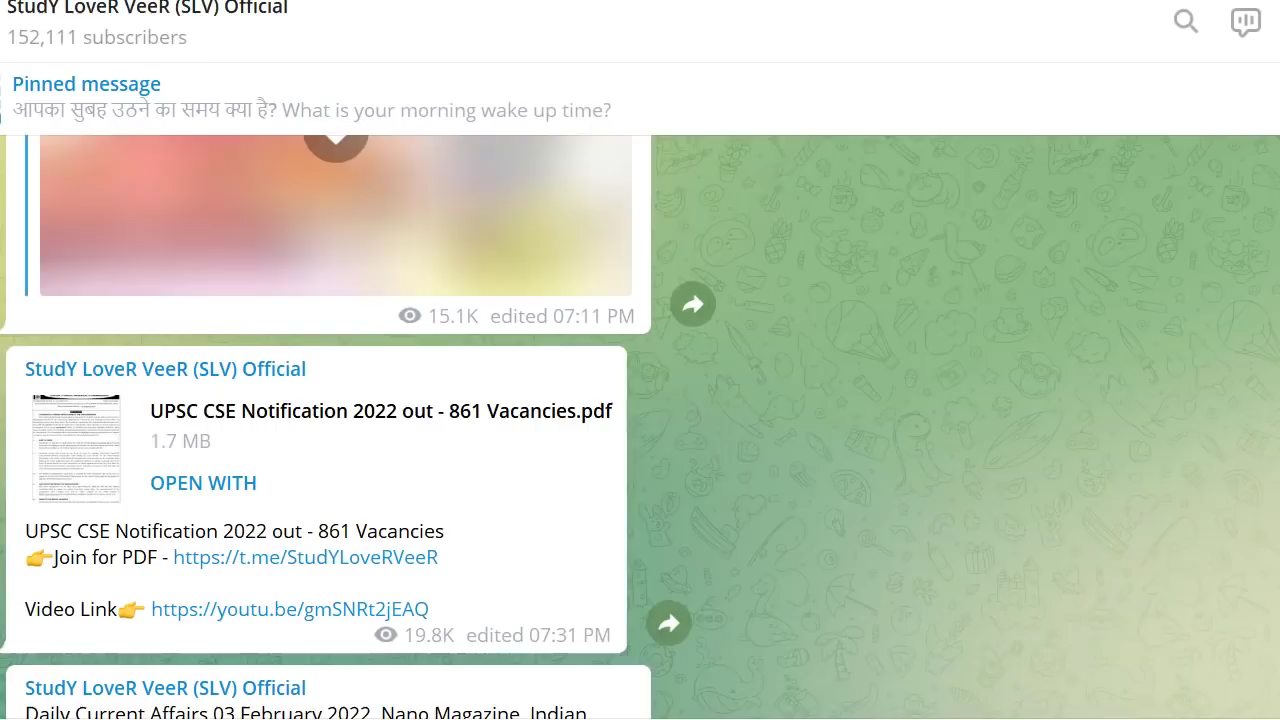 StudY LoveR VeeR (SLV) Official
152,111 subscribers
Pinned message
आपका सुबह उठने का समय क्या है? What is your morning wake up time?
15.1K edited 07:11 PM
StudY LoveR VeeR (SLV) Official
UPSC CSE Notification 2022 out - 861 Vacancies.pdf
1.7 MB
OPEN WITH
UPSC CSE Notification 2022 out - 861 Vacancies
👉Join for PDF - https://t.me/StudYLoveRVeeR
Video Link👉 https://youtu.be/gmSNRt2jEAQ
19.8K edited 07:31 PM
StudY LoveR VeeR (SLV) Official
Daily Current Affairs 03 February 2022, Nano Magazine, Indian